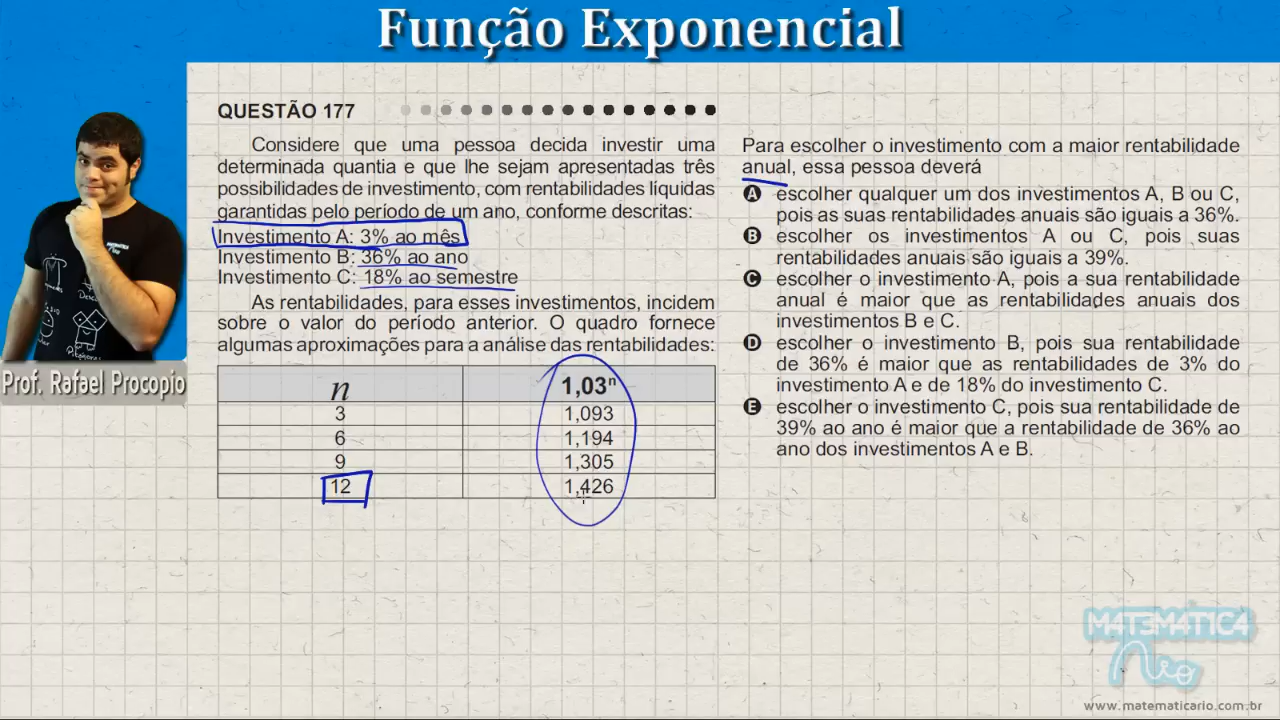 Função Exponencial
QUESTÃO 177
Considere que uma pessoa decida investir uma
determinada quantia e que lhe sejam apresentadas três
possibilidades de investimento, com rentabilidades líquidas
garantidas pelo período de um ano, conforme descritas:
Investimento A: 3% ao mês
Investimento B: 36% ao ano
Investimento C: 18% ao semestre
As rentabilidades, para esses investimentos, incidem
sobre o valor do período anterior. O quadro fornece
algumas aproximações para a análise das rentabilidades:
n 1,03ⁿ
3 1,093
6 1,194
9 1,305
12 1,426
Para escolher o investimento com a maior rentabilidade
anual, essa pessoa deverá
A escolher qualquer um dos investimentos A, B ou C,
pois as suas rentabilidades anuais são iguais a 36%.
B escolher os investimentos A ou C, pois suas
rentabilidades anuais são iguais a 39%.
C escolher o investimento A, pois a sua rentabilidade
anual é maior que as rentabilidades anuais dos
investimentos B e C.
D escolher o investimento B, pois sua rentabilidade
de 36% é maior que as rentabilidades de 3% do
investimento A e de 18% do investimento C.
E escolher o investimento C, pois sua rentabilidade de
39% ao ano é maior que a rentabilidade de 36% ao
ano dos investimentos A e B.
Prof. Rafael Procopio
M4T3M4T1C4
Rio
www.matematicario.com.br